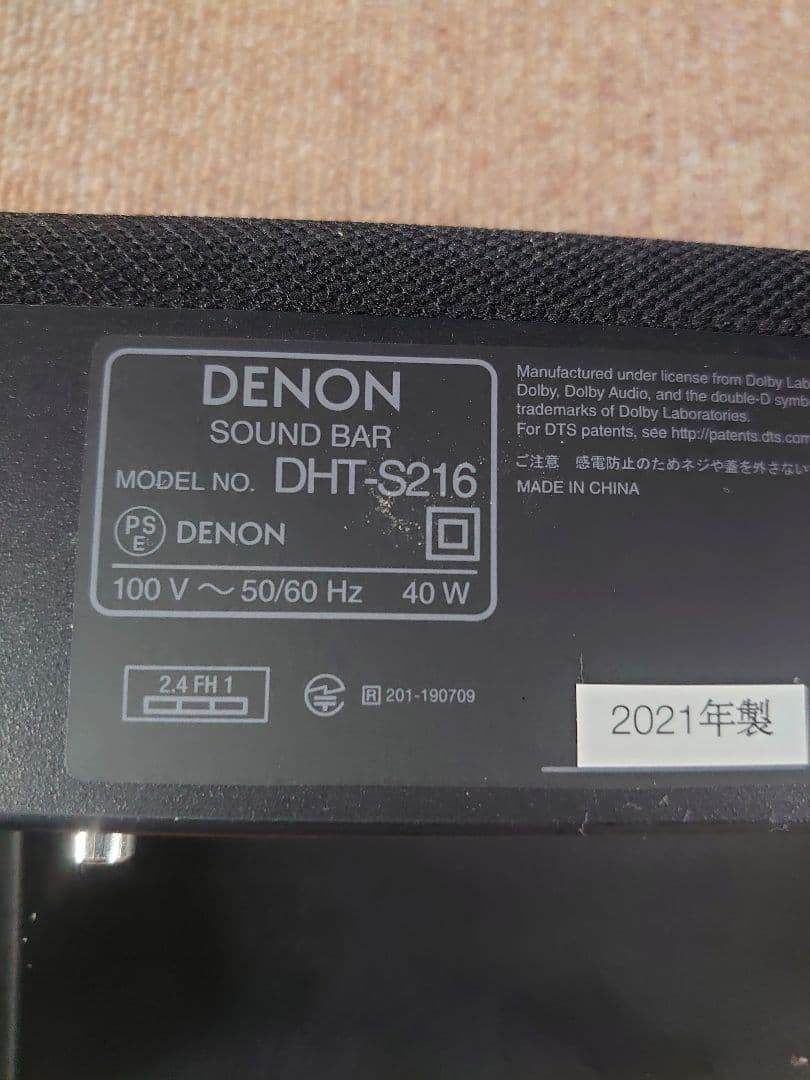 DENON
SOUND BAR
MODEL NO. DHT-S216
PS
E
DENON
100 V ～ 50/60 Hz 40 W
2.4 FH 1
R 201-190709
Manufactured under license from Dolby Lab
Dolby, Dolby Audio, and the double-D symb
trademarks of Dolby Laboratories.
For DTS patents, see http://patents.dts.com
ご注意 感電防止のためネジや蓋を外さない
MADE IN CHINA
2021年製